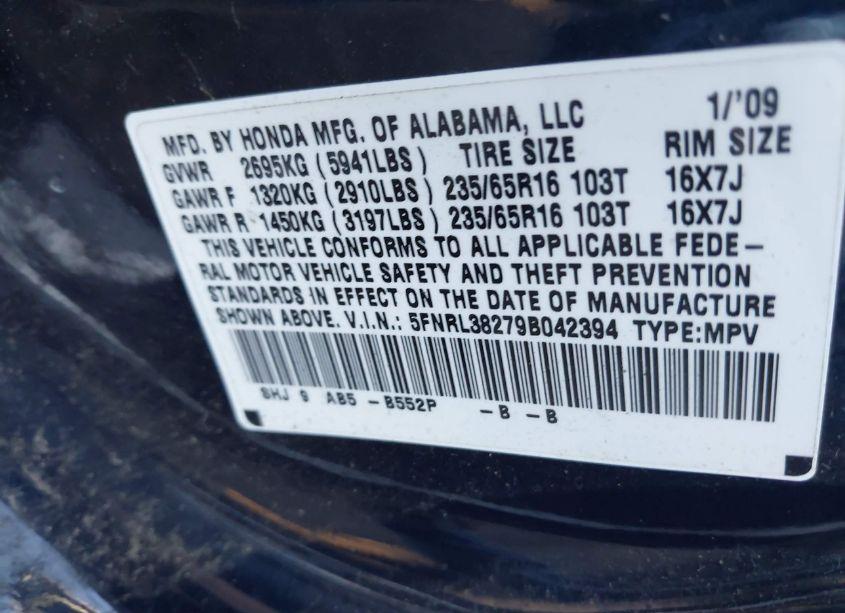 MFD. BY HONDA MFG. OF ALABAMA, LLC 1/'09
GVWR 2695KG (5941LBS) TIRE SIZE RIM SIZE
GAWR F 1320KG (2910LBS) 235/65R16 103T 16X7J
GAWR R 1450KG (3197LBS) 235/65R16 103T 16X7J
THIS VEHICLE CONFORMS TO ALL APPLICABLE FEDE-
RAL MOTOR VEHICLE SAFETY AND THEFT PREVENTION
STANDARDS IN EFFECT ON THE DATE OF MANUFACTURE
SHOWN ABOVE. V.I.N.: 5FNRL38279B042394 TYPE:MPV
SHJ 9 AB5 -B552P -B -B